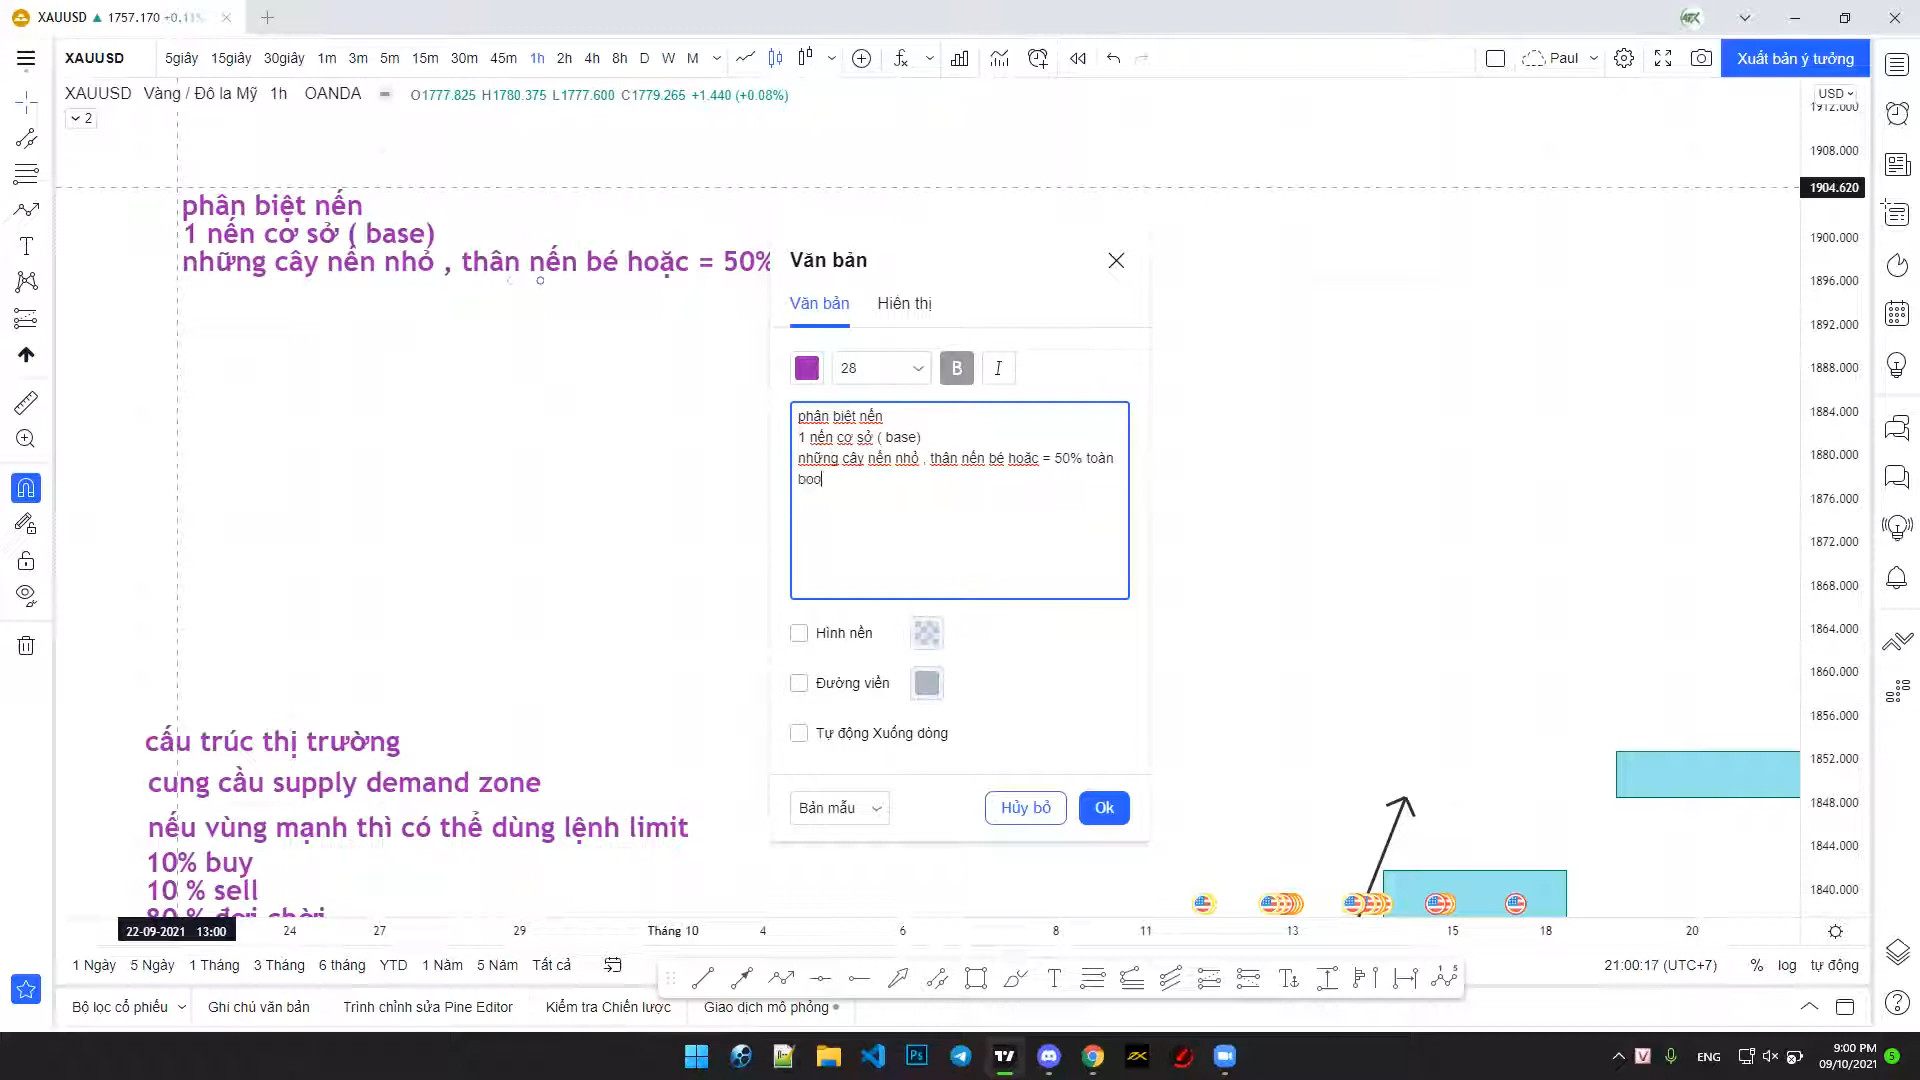 XAUUSD ▲ 1757.170 +0.11%
XAUUSD 5giây 15giây 30giây 1m 3m 5m 15m 30m 45m 1h 2h 4h 8h D W M Paul Xuất bản ý tưởng
XAUUSD Vàng / Đô la Mỹ 1h OANDA O1777.825 H1780.375 L1777.600 C1779.265 +1.440 (+0.08%)
2
USD
1912.000
1908.000
1904.620
1900.000
1896.000
1892.000
1888.000
1884.000
1880.000
1876.000
1872.000
1868.000
1864.000
1860.000
1856.000
1852.000
1848.000
1844.000
1840.000
phân biệt nến
1 nến cơ sở ( base)
những cây nến nhỏ , thân nến bé hoặc = 50%
Văn bản
Văn bản Hiển thị
28 B I
phân biệt nến
1 nến cơ sở ( base)
những cây nến nhỏ , thân nến bé hoặc = 50% toàn
boo
Hình nền
Đường viền
Tự động Xuống dòng
Bản mẫu Hủy bỏ Ok
cấu trúc thị trường
cung cầu supply demand zone
nếu vùng mạnh thì có thể dùng lệnh limit
10% buy
10 % sell
80 % đợi chời
22-09-2021 13:00 24 27 29 Tháng 10 4 6 8 11 13 15 18 20
1 Ngày 5 Ngày 1 Tháng 3 Tháng 6 tháng YTD 1 Năm 5 Năm Tất cả 21:00:17 (UTC+7) % log tự động
Bộ lọc cổ phiếu Ghi chú văn bản Trình chỉnh sửa Pine Editor Kiểm tra Chiến lược Giao dịch mô phỏng
ENG 9:00 PM 5
09/10/2021